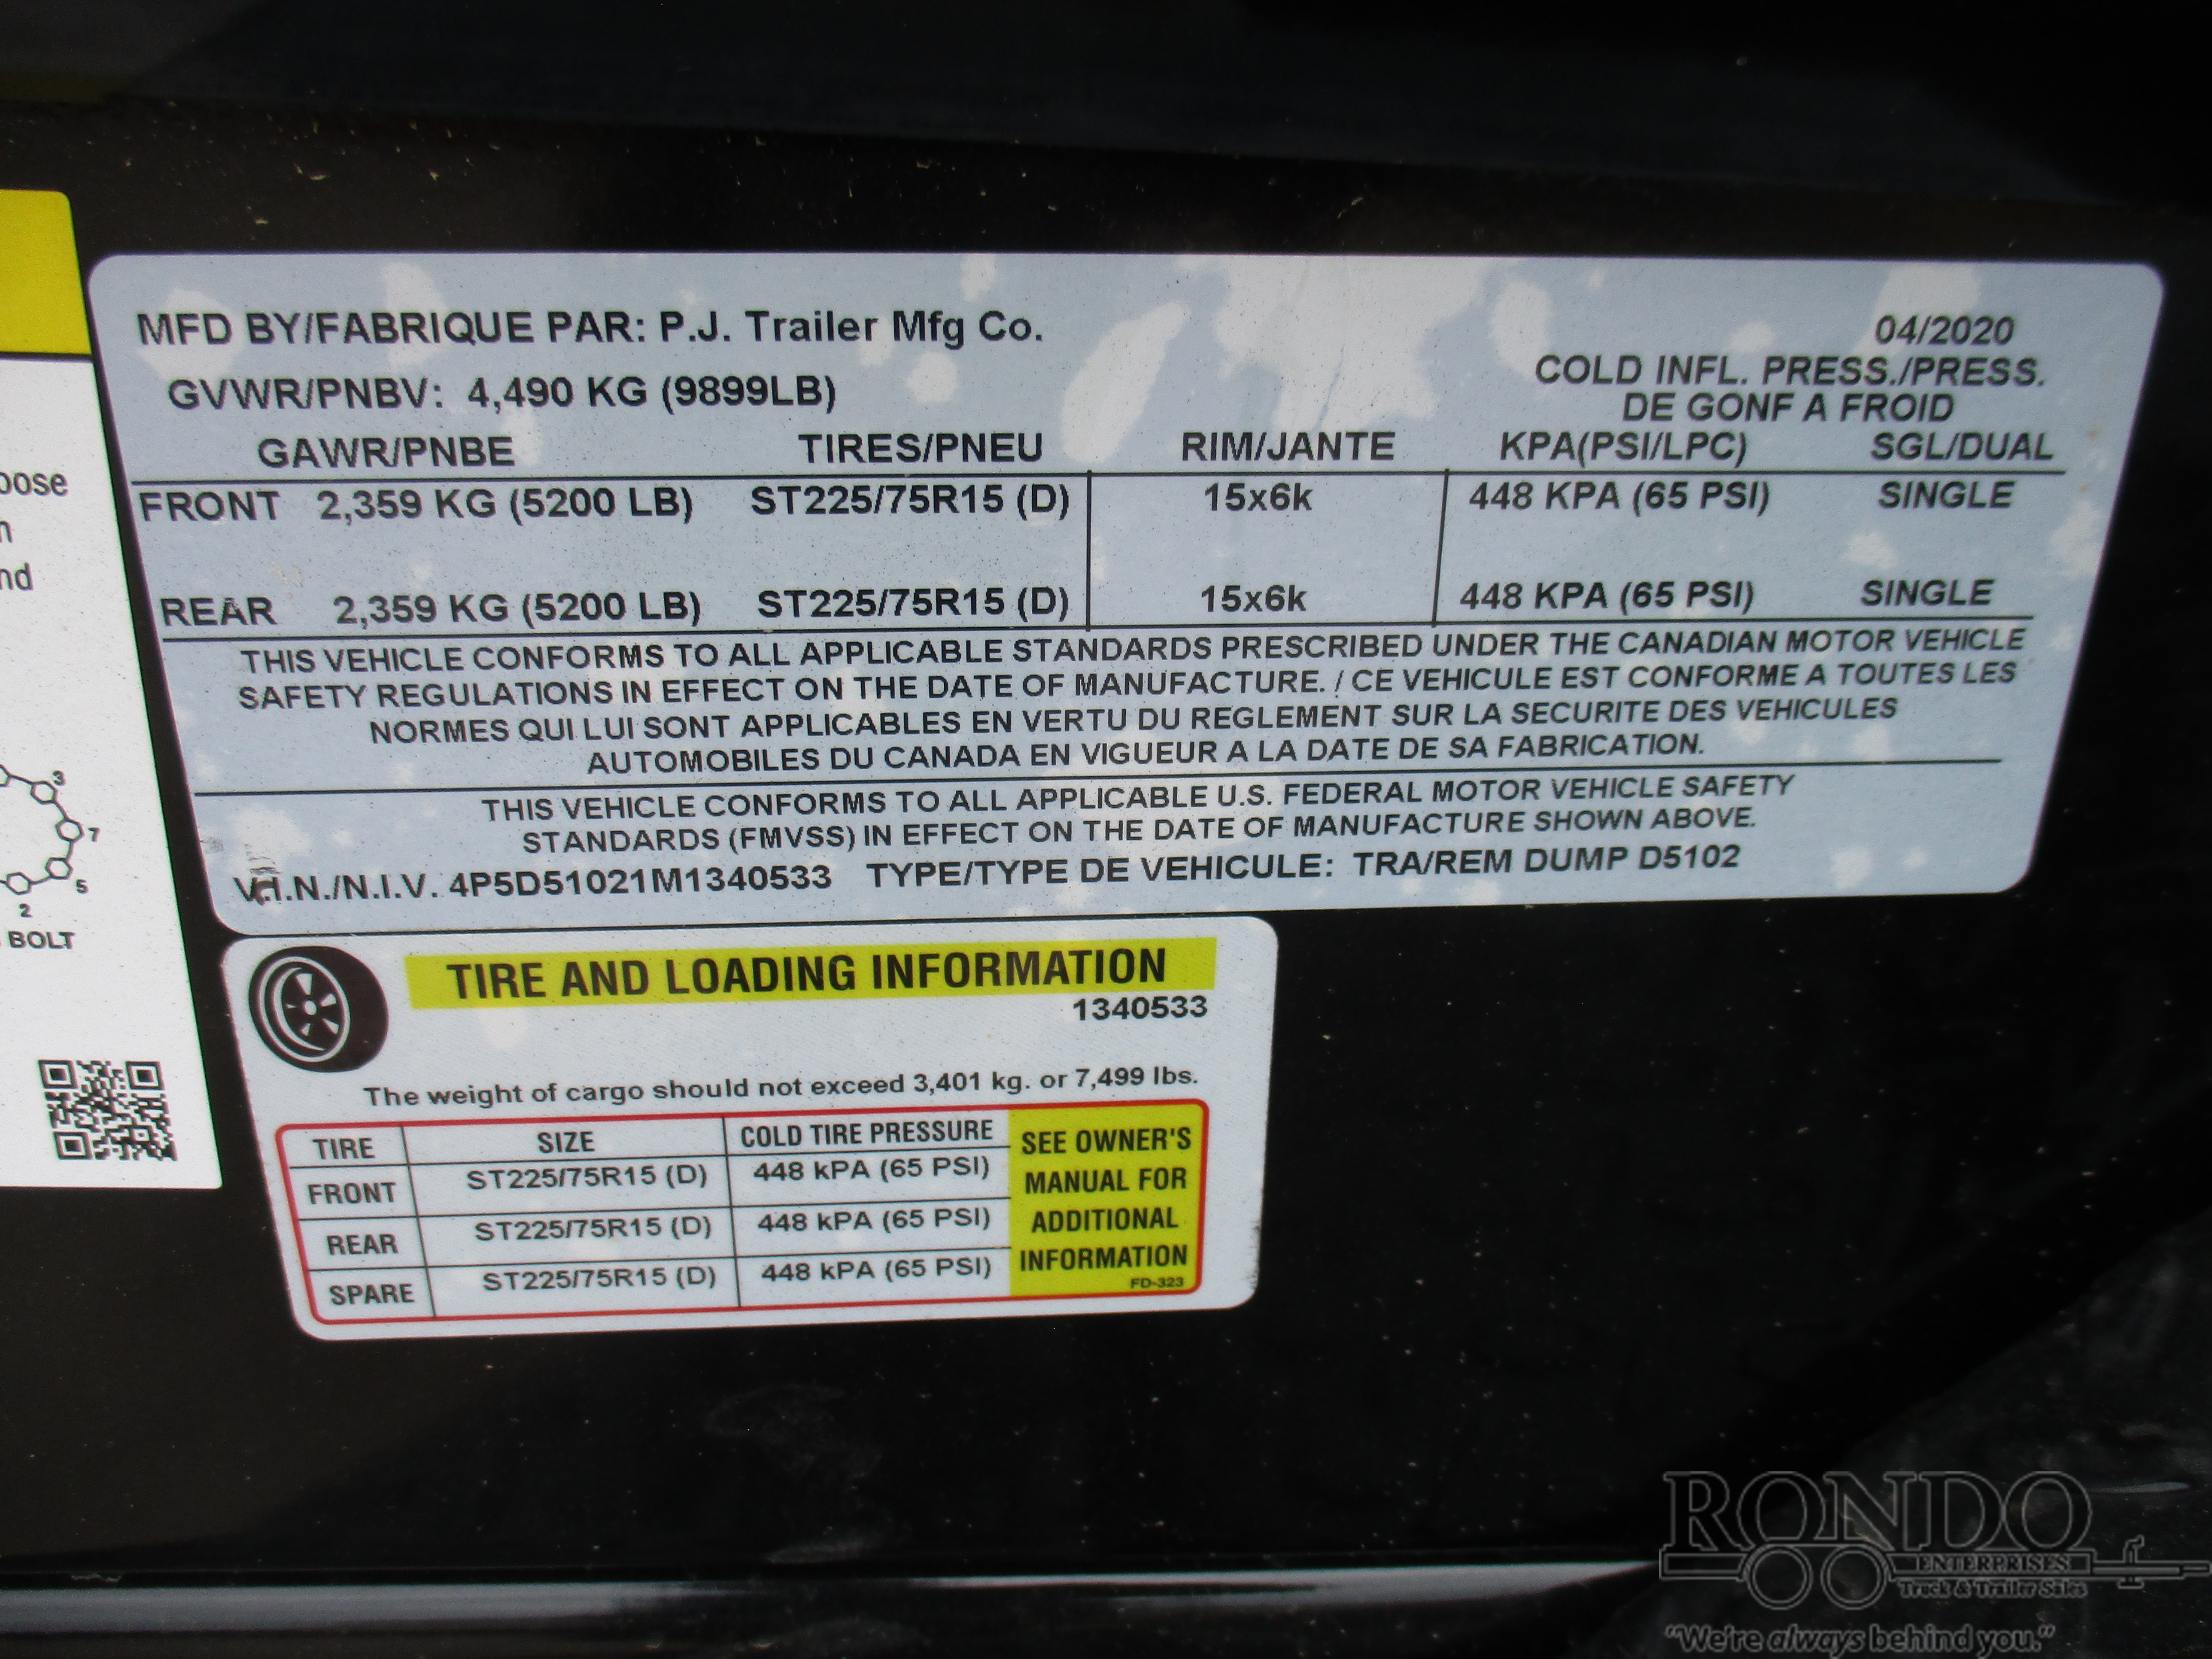 MFD BY/FABRIQUE PAR: P.J. Trailer Mfg Co.
04/2020
GVWR/PNBV: 4,490 KG (9899LB)
COLD INFL. PRESS./PRESS.
DE GONF A FROID
GAWR/PNBE TIRES/PNEU RIM/JANTE KPA(PSI/LPC) SGL/DUAL
FRONT 2,359 KG (5200 LB) ST225/75R15 (D) 15x6k 448 KPA (65 PSI) SINGLE
REAR 2,359 KG (5200 LB) ST225/75R15 (D) 15x6k 448 KPA (65 PSI) SINGLE
THIS VEHICLE CONFORMS TO ALL APPLICABLE STANDARDS PRESCRIBED UNDER THE CANADIAN MOTOR VEHICLE
SAFETY REGULATIONS IN EFFECT ON THE DATE OF MANUFACTURE. / CE VEHICULE EST CONFORME A TOUTES LES
NORMES QUI LUI SONT APPLICABLES EN VERTU DU REGLEMENT SUR LA SECURITE DES VEHICULES
AUTOMOBILES DU CANADA EN VIGUEUR A LA DATE DE SA FABRICATION.
THIS VEHICLE CONFORMS TO ALL APPLICABLE U.S. FEDERAL MOTOR VEHICLE SAFETY
STANDARDS (FMVSS) IN EFFECT ON THE DATE OF MANUFACTURE SHOWN ABOVE.
V.I.N./N.I.V. 4P5D51021M1340533 TYPE/TYPE DE VEHICULE: TRA/REM DUMP D5102
3
7
5
2
BOLT
TIRE AND LOADING INFORMATION
1340533
The weight of cargo should not exceed 3,401 kg. or 7,499 lbs.
TIRE SIZE COLD TIRE PRESSURE
FRONT ST225/75R15 (D) 448 kPA (65 PSI)
REAR ST225/75R15 (D) 448 kPA (65 PSI)
SPARE ST225/75R15 (D) 448 kPA (65 PSI)
SEE OWNER'S
MANUAL FOR
ADDITIONAL
INFORMATION
FD-323
RONDO
ENTERPRISES
Truck & Trailer Sales
"We're always behind you."